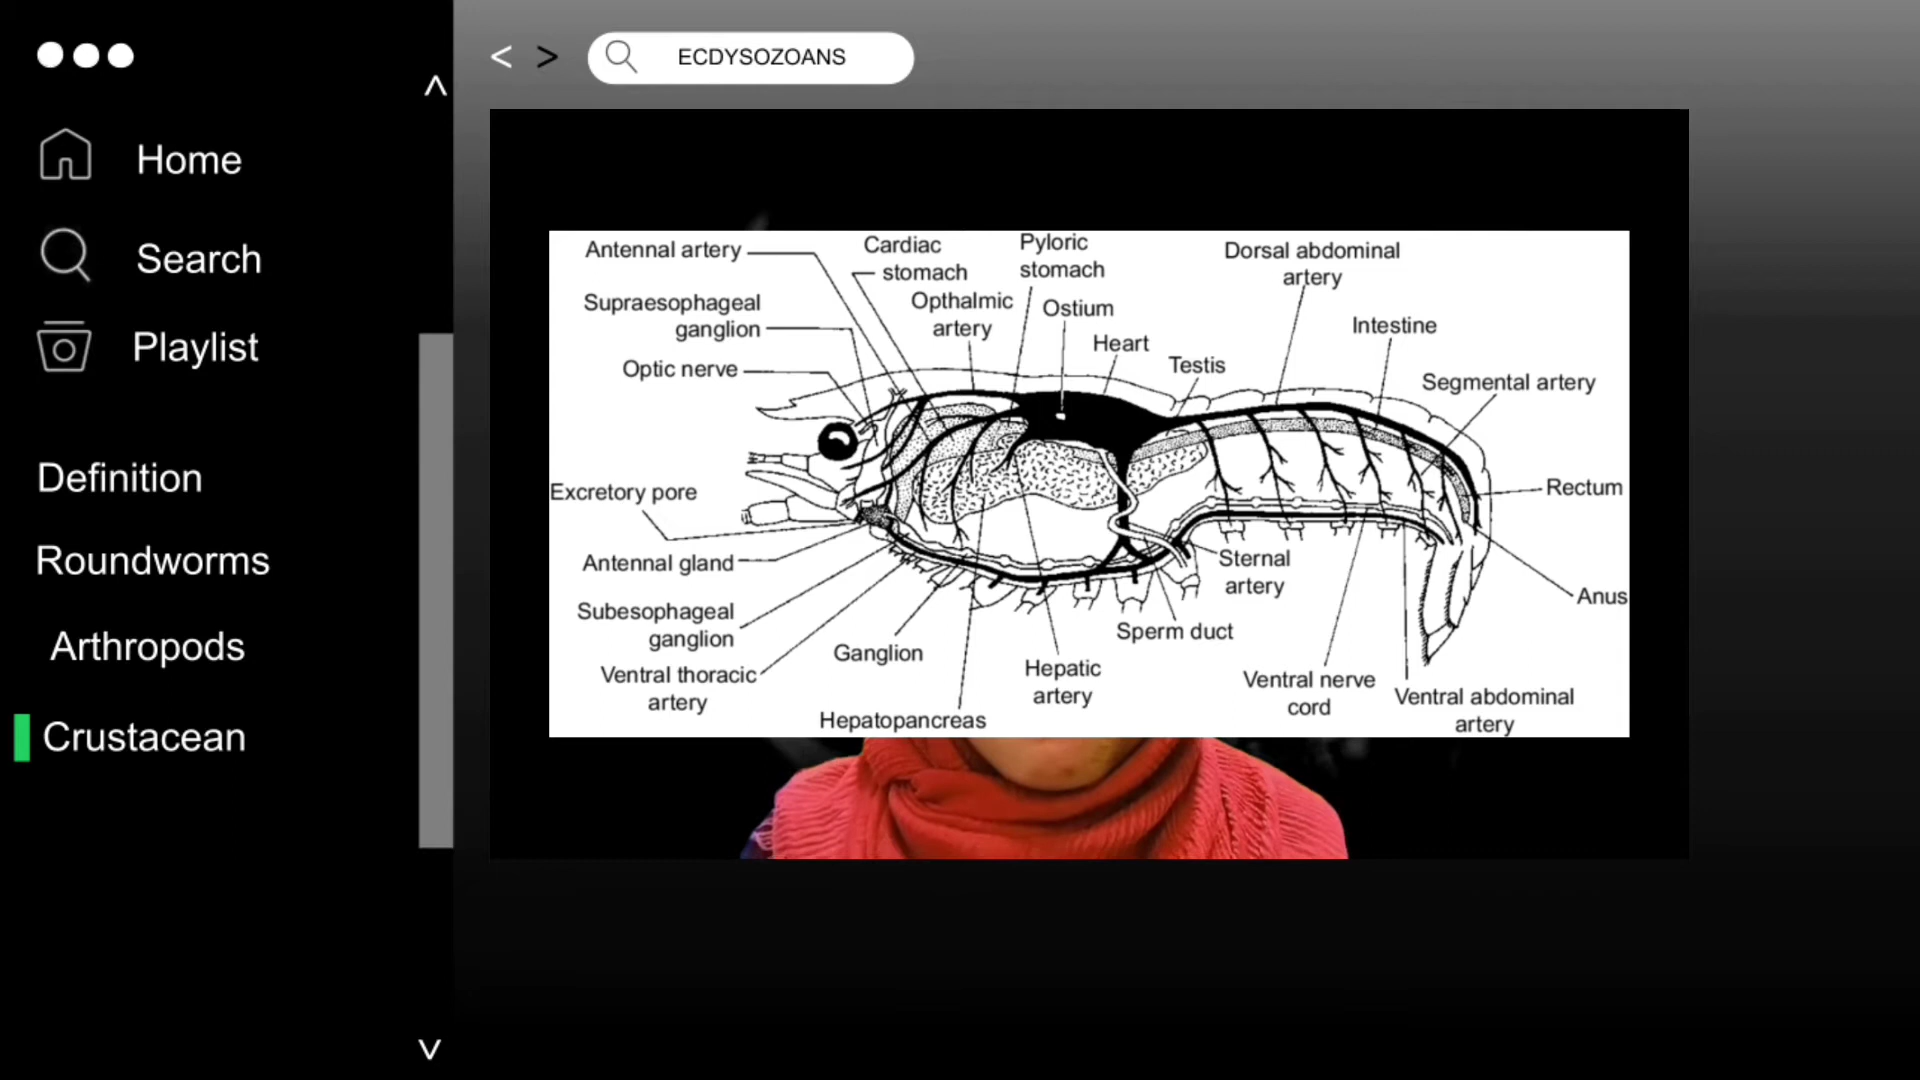 Home
Search
Playlist
Definition
Roundworms
Arthropods
Crustacean
ECDYSOZOANS
Antennal artery
Cardiac
stomach
Pyloric
stomach
Dorsal abdominal
artery
Supraesophageal
ganglion
Opthalmic
artery
Ostium
Heart
Testis
Intestine
Optic nerve
Segmental artery
Excretory pore
Rectum
Antennal gland
Sternal
artery
Anus
Subesophageal
ganglion
Ganglion
Sperm duct
Ventral thoracic
artery
Hepatopancreas
Hepatic
artery
Ventral nerve
cord
Ventral abdominal
artery